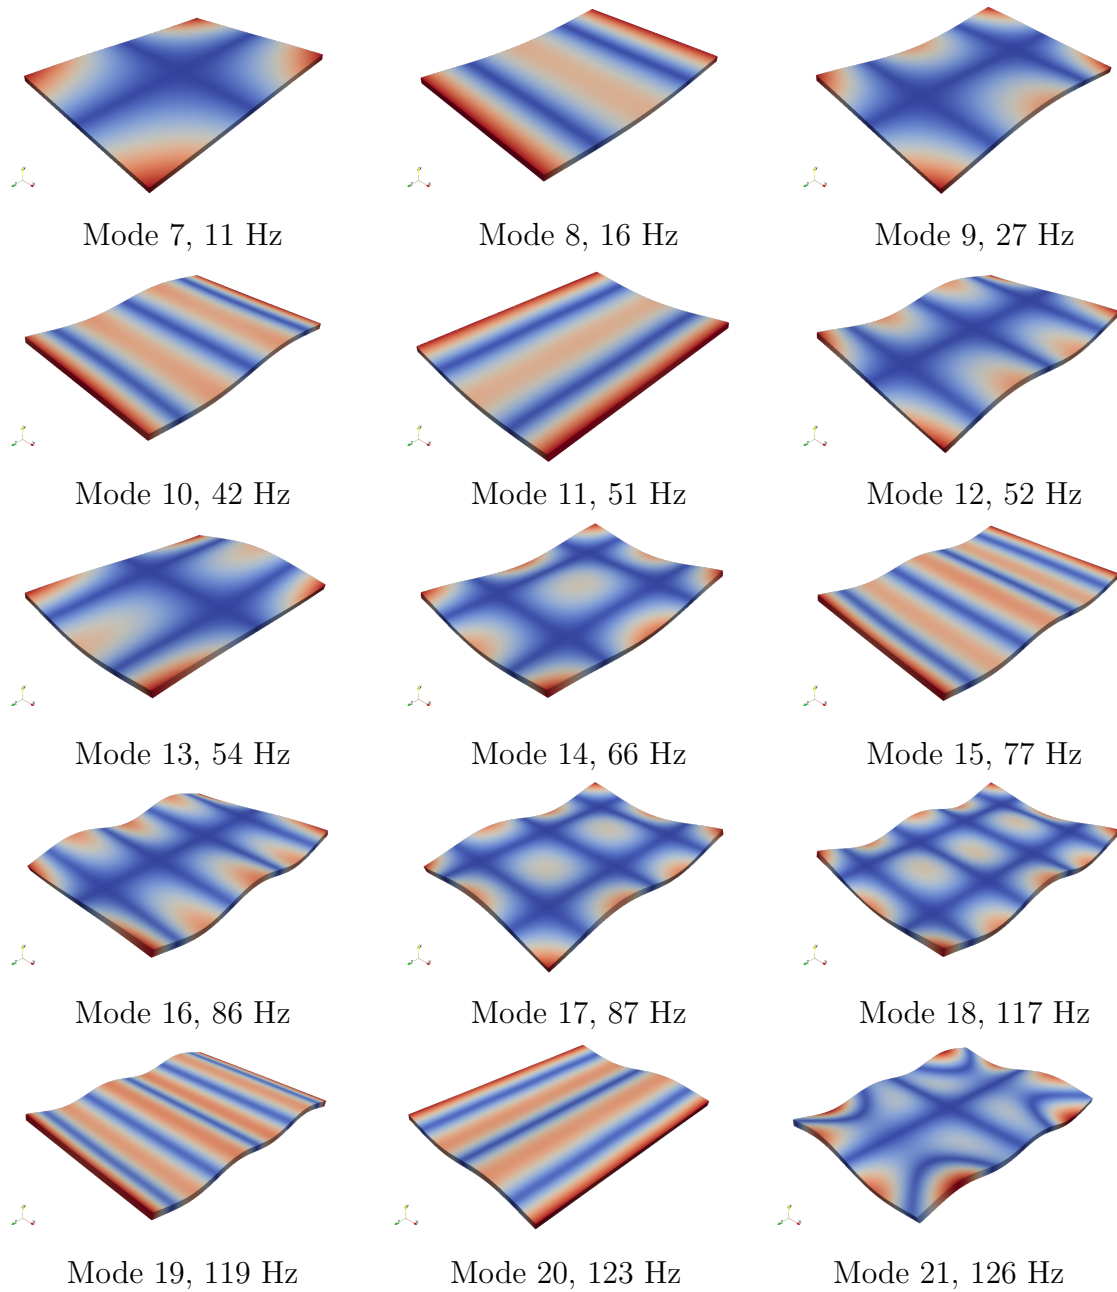 Mode 7, 11 Hz
Mode 8, 16 Hz
Mode 9, 27 Hz
Mode 10, 42 Hz
Mode 11, 51 Hz
Mode 12, 52 Hz
Mode 13, 54 Hz
Mode 14, 66 Hz
Mode 15, 77 Hz
Mode 16, 86 Hz
Mode 17, 87 Hz
Mode 18, 117 Hz
Mode 19, 119 Hz
Mode 20, 123 Hz
Mode 21, 126 Hz